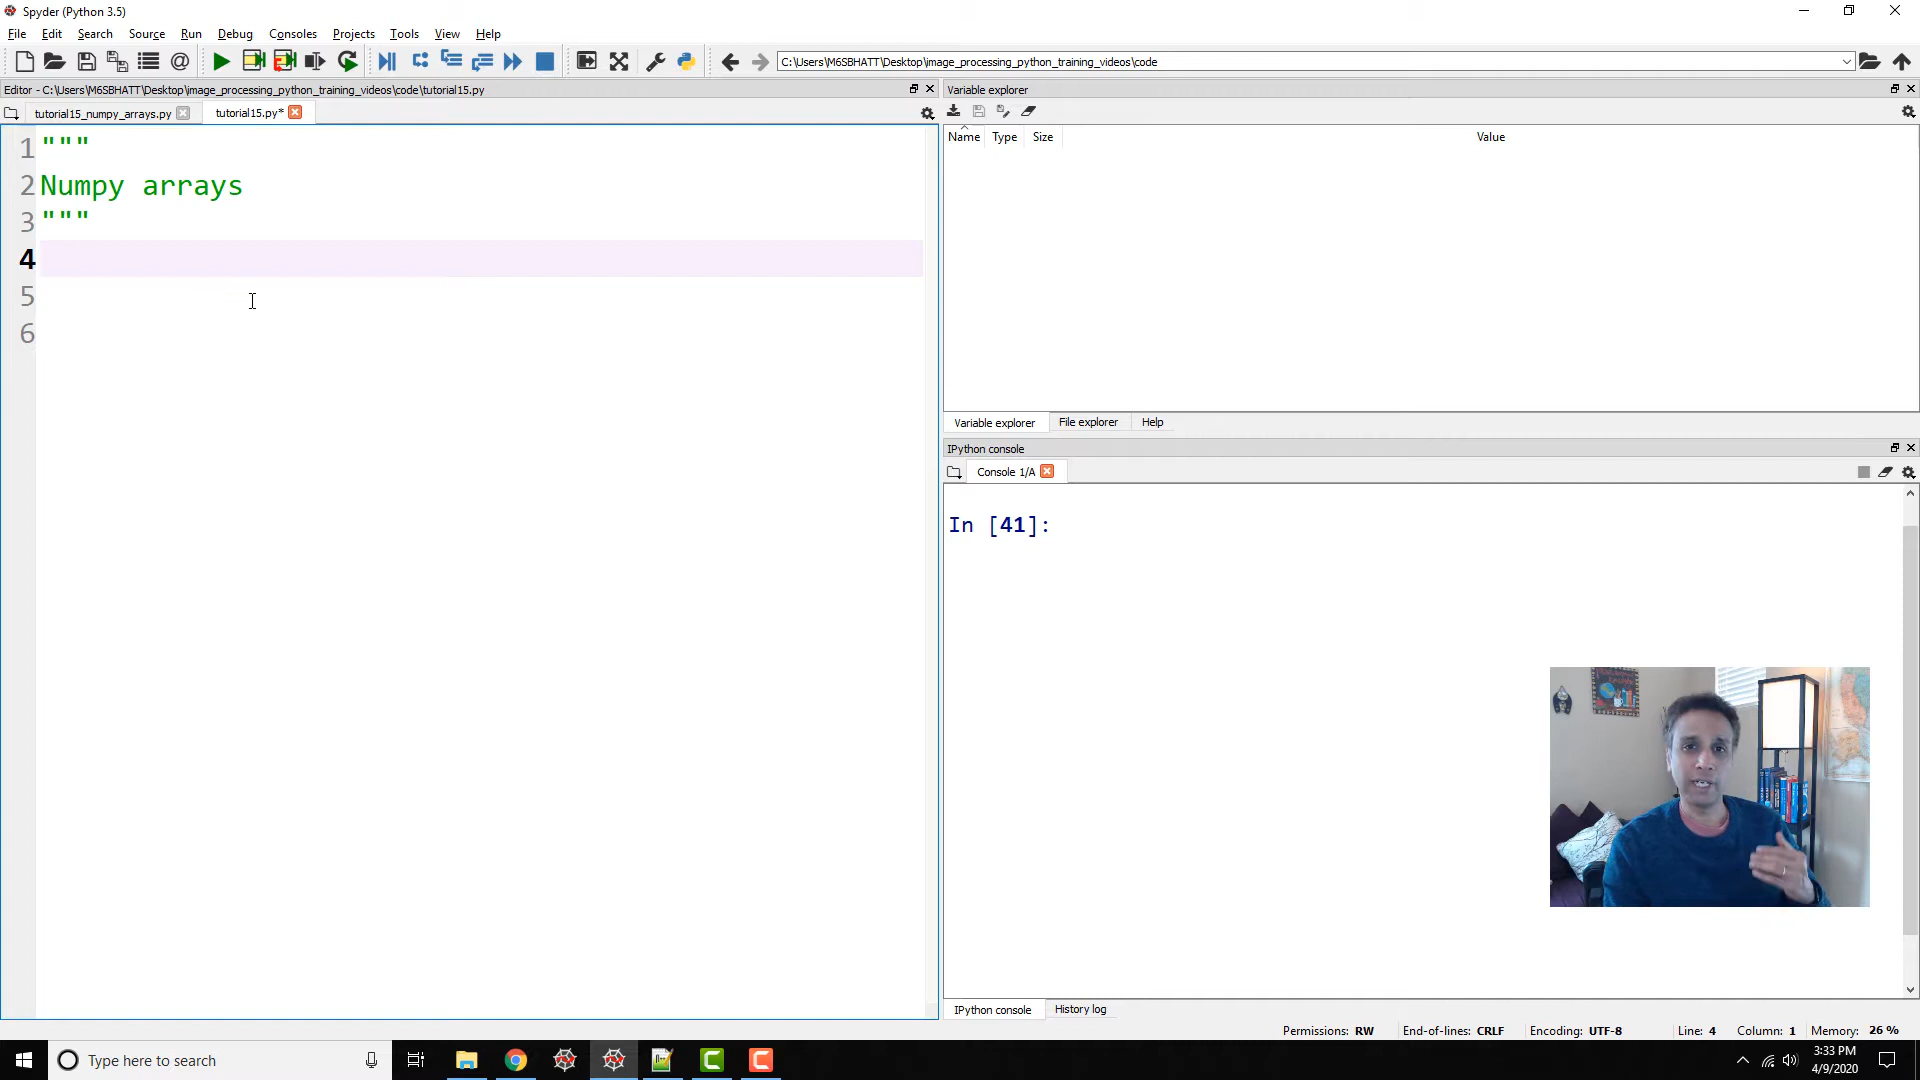 Spyder (Python 3.5)
File Edit Search Source Run Debug Consoles Projects Tools View Help
C:\Users\M6SBHATT\Desktop\image_processing_python_training_videos\code
Editor - C:\Users\M6SBHATT\Desktop\image_processing_python_training_videos\code\tutorial15.py
tutorial15_numpy_arrays.py tutorial15.py*
1 """
2 Numpy arrays
3 """
4
5
6
Variable explorer
Name Type Size Value
Variable explorer File explorer Help
IPython console
Console 1/A
In [41]:
IPython console History log
Permissions: RW End-of-lines: CRLF Encoding: UTF-8 Line: 4 Column: 1 Memory: 26 %
Type here to search
3:33 PM
4/9/2020